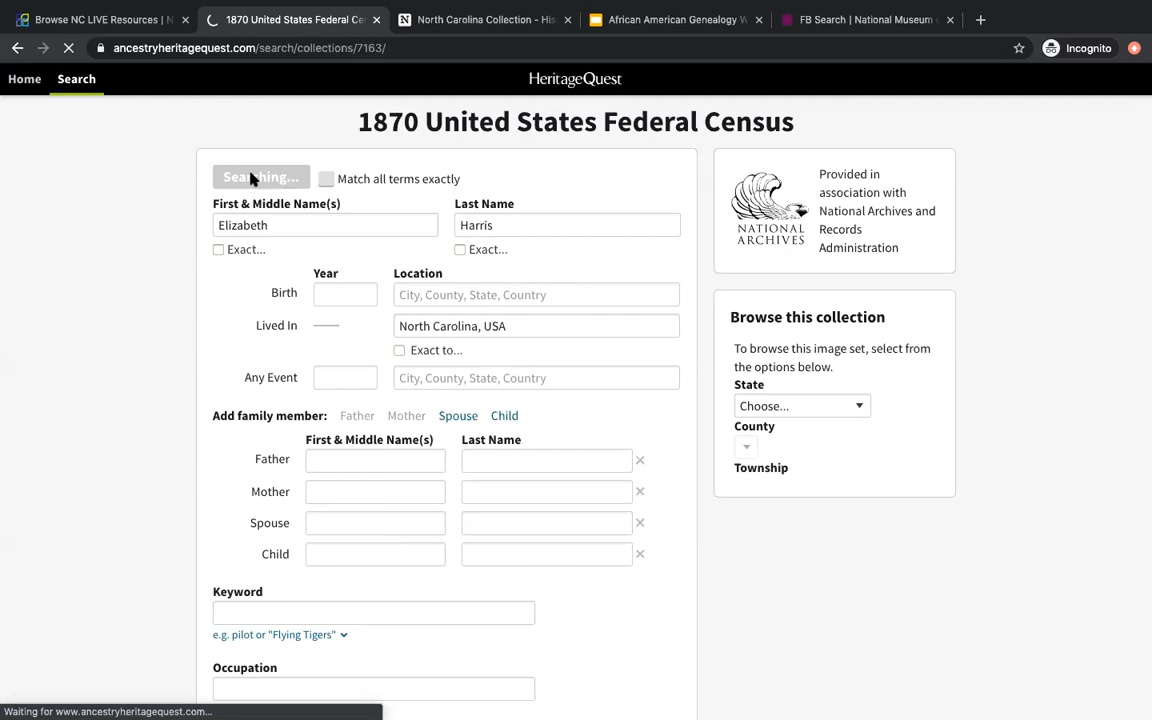 Browse NC LIVE Resources | N
1870 United States Federal Ce
North Carolina Collection - His
African American Genealogy W
FB Search | National Museum
ancestryheritagequest.com/search/collections/7163/
Incognito
Home Search HeritageQuest
1870 United States Federal Census
Searching... Match all terms exactly
First & Middle Name(s) Last Name
Elizabeth Harris
Exact... Exact...
Year Location
Birth City, County, State, Country
Lived In North Carolina, USA
Exact to...
Any Event City, County, State, Country
Add family member: Father Mother Spouse Child
First & Middle Name(s) Last Name
Father
Mother
Spouse
Child
Keyword
e.g. pilot or "Flying Tigers"
Occupation
NATIONAL
ARCHIVES
Provided in
association with
National Archives and
Records
Administration
Browse this collection
To browse this image set, select from
the options below.
State
Choose...
County
Township
Waiting for www.ancestryheritagequest.com...